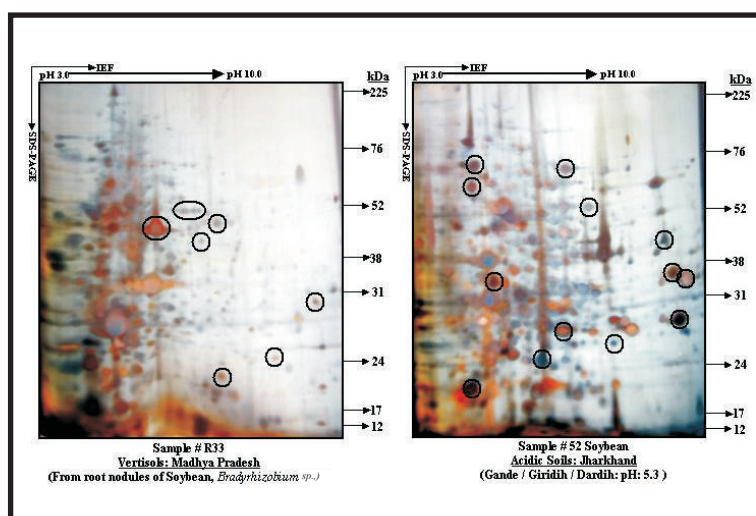 IEF
pH 3.0
pH 10.0
kDa
SDS-PAGE
225
76
52
38
31
24
17
12
Sample # R33
Vertisols: Madhya Pradesh
(From root nodules of Soybean, Bradyrhizobium sp.,)
IEF
pH 3.0
pH 10.0
kDa
SDS-PAGE
225
76
52
38
31
24
17
12
Sample # 52 Soybean
Acidic Soils: Jharkhand
(Gande / Giridih / Dardih: pH: 5.3 )